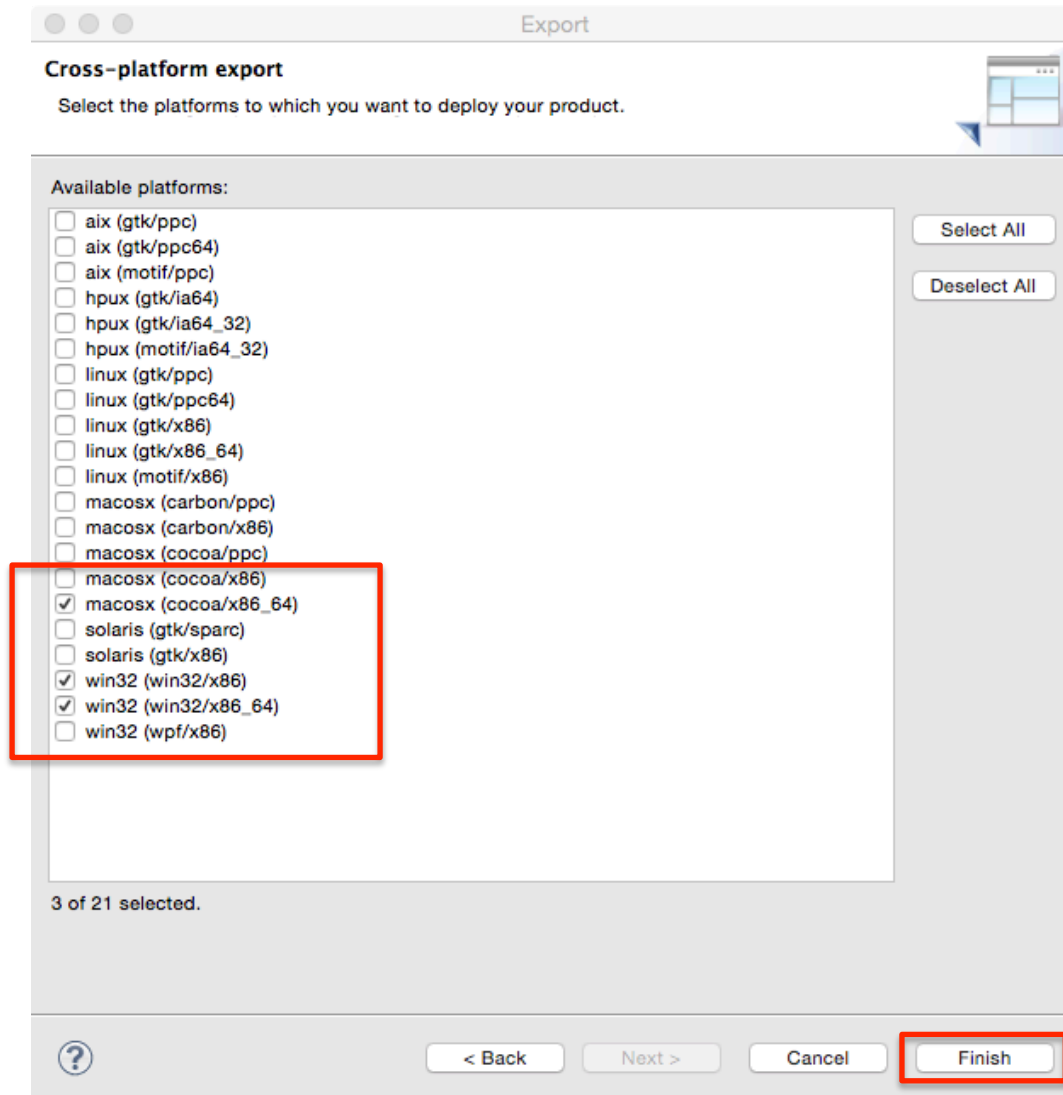 Export
Cross-platform export
Select the platforms to which you want to deploy your product.
Available platforms:
aix (gtk/ppc)
aix (gtk/ppc64)
aix (motif/ppc)
hpux (gtk/ia64)
hpux (gtk/ia64_32)
hpux (motif/ia64_32)
linux (gtk/ppc)
linux (gtk/ppc64)
linux (gtk/x86)
linux (gtk/x86_64)
linux (motif/x86)
macosx (carbon/ppc)
macosx (carbon/x86)
macosx (cocoa/ppc)
macosx (cocoa/x86)
macosx (cocoa/x86_64)
solaris (gtk/sparc)
solaris (gtk/x86)
win32 (win32/x86)
win32 (win32/x86_64)
win32 (wpf/x86)
Select All
Deselect All
3 of 21 selected.
?
< Back
Next >
Cancel
Finish